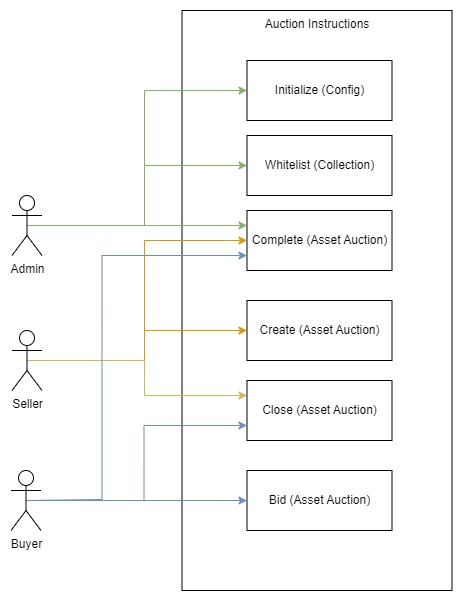 Auction Instructions
Initialize (Config)
Whitelist (Collection)
Complete (Asset Auction)
Admin
Create (Asset Auction)
Seller
Close (Asset Auction)
Bid (Asset Auction)
Buyer